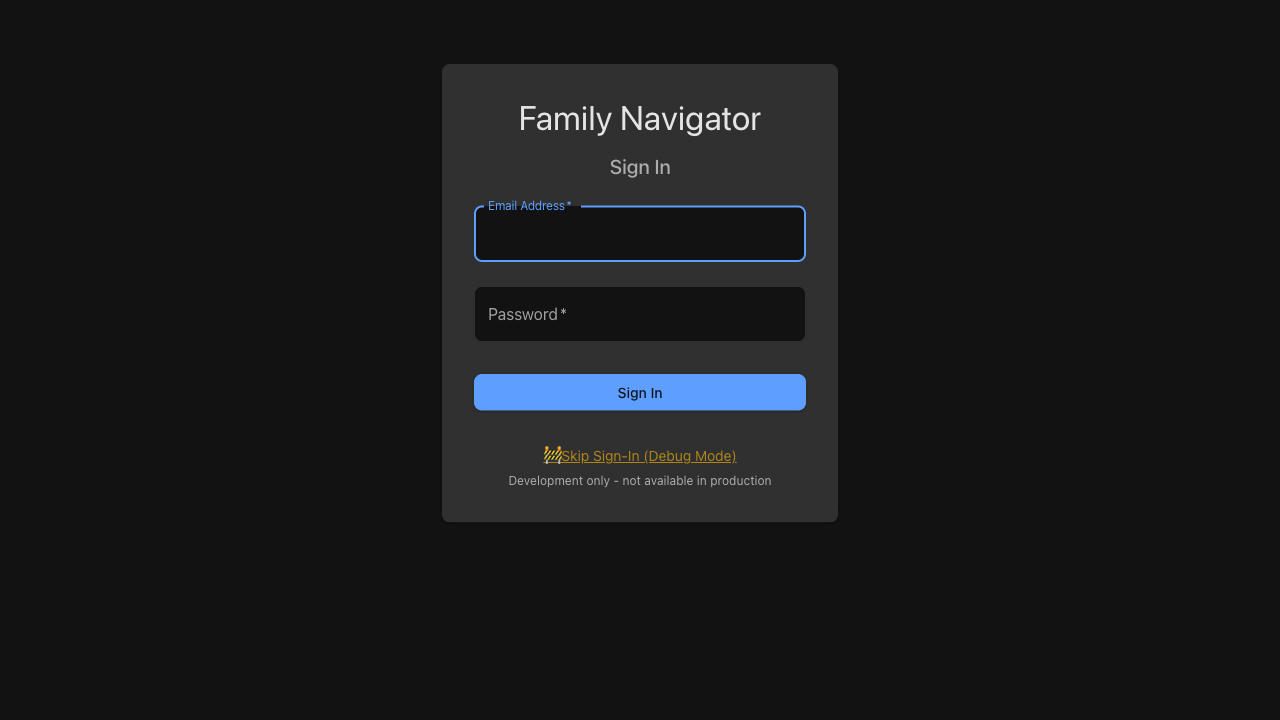 Family Navigator
Sign In
Email Address *
Password *
Sign In
🚧Skip Sign-In (Debug Mode)
Development only - not available in production